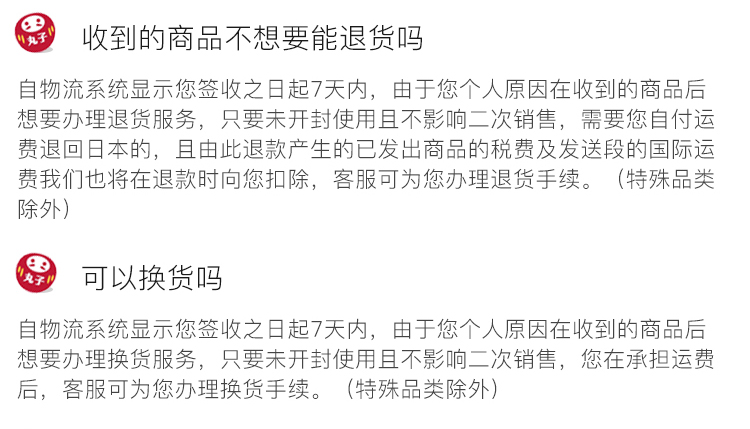 丸子
收到的商品不想要能退货吗
自物流系统显示您签收之日起7天内，由于您个人原因在收到的商品后
想要办理退货服务，只要未开封使用且不影响二次销售，需要您自付运
费退回日本的，且由此退款产生的已发出商品的税费及发送段的国际运
费我们也将在退款时向您扣除，客服可为您办理退货手续。（特殊品类
除外）
丸子
可以换货吗
自物流系统显示您签收之日起7天内，由于您个人原因在收到的商品后
想要办理换货服务，只要未开封使用且不影响二次销售，您在承担运费
后，客服可为您办理换货手续。（特殊品类除外）